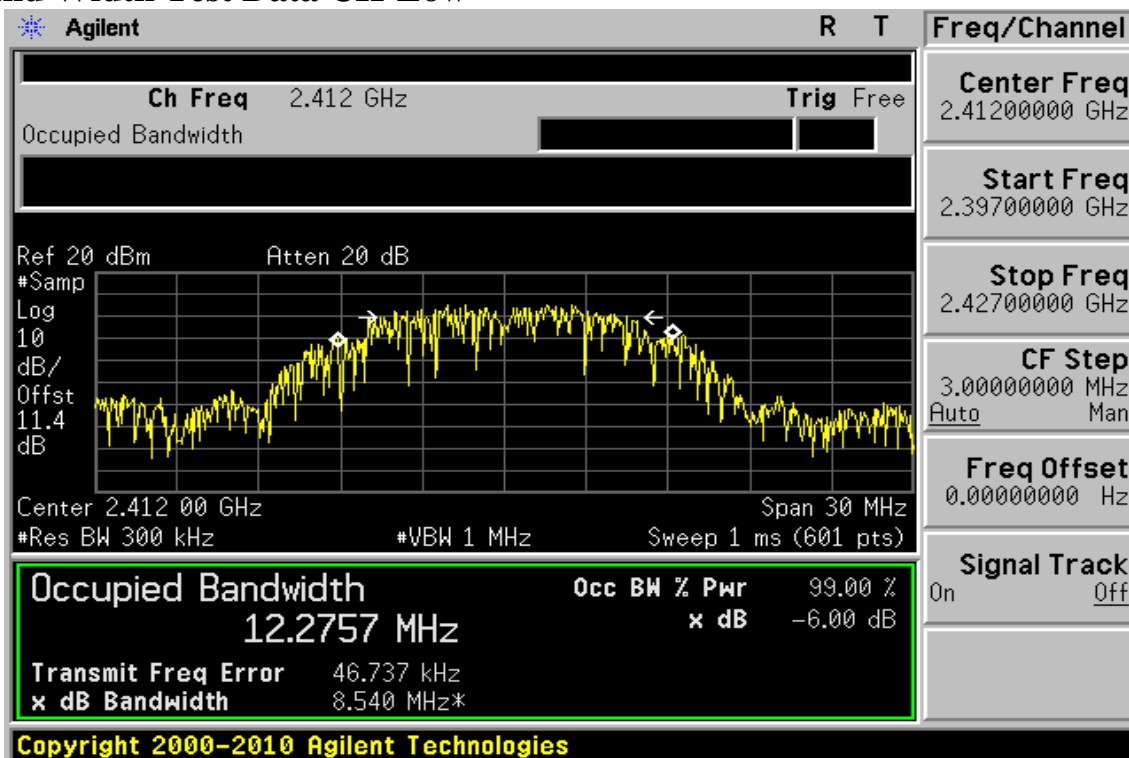 Agilent R T
Ch Freq 2.412 GHz Trig Free
Occupied Bandwidth
Ref 20 dBm Atten 20 dB
#Samp
Log
10
dB/
Offst
11.4
dB
Center 2.412 00 GHz Span 30 MHz
#Res BW 300 kHz #VBW 1 MHz Sweep 1 ms (601 pts)
Occupied Bandwidth
12.2757 MHz
Occ BW % Pwr 99.00 %
x dB -6.00 dB
Transmit Freq Error 46.737 kHz
x dB Bandwidth 8.540 MHz*
Copyright 2000-2010 Agilent Technologies
Freq/Channel
Center Freq
2.41200000 GHz
Start Freq
2.39700000 GHz
Stop Freq
2.42700000 GHz
CF Step
3.00000000 MHz
Auto Man
Freq Offset
0.00000000 Hz
Signal Track
On Off